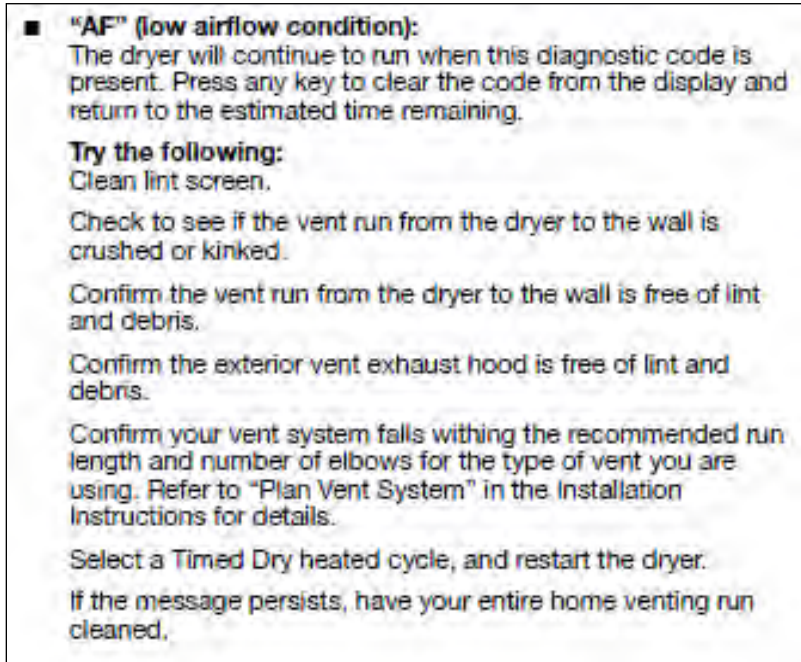 ■ "AF" (low airflow condition):
The dryer will continue to run when this diagnostic code is
present. Press any key to clear the code from the display and
return to the estimated time remaining.
Try the following:
Clean lint screen.
Check to see if the vent run from the dryer to the wall is
crushed or kinked.
Confirm the vent run from the dryer to the wall is free of lint
and debris.
Confirm the exterior vent exhaust hood is free of lint and
debris.
Confirm your vent system falls withing the recommended run
length and number of elbows for the type of vent you are
using. Refer to "Plan Vent System" in the Installation
Instructions for details.
Select a Timed Dry heated cycle, and restart the dryer.
If the message persists, have your entire home venting run
cleaned.